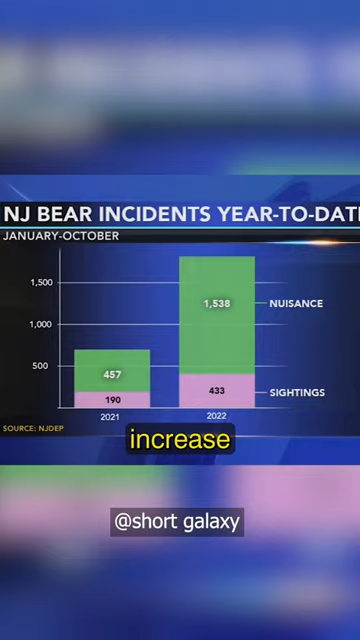 NJ BEAR INCIDENTS YEAR-TO-DATE
JANUARY-OCTOBER
1,500
1,000
500
1,538
NUISANCE
457
433
SIGHTINGS
190
2021
2022
SOURCE: NJDEP
increase
@short galaxy